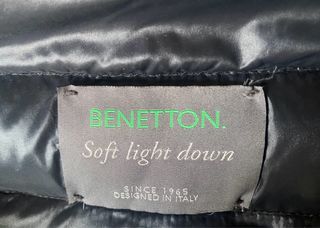 BENETTON.
Soft light down
SINCE 1965
DESIGNED IN ITALY